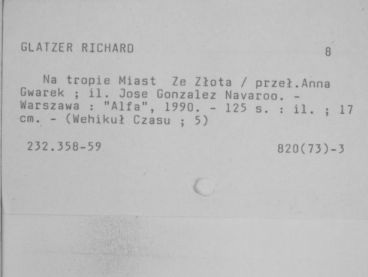 GLATZER RICHARD 8
Na tropie Miast Ze Złota / przeł.Anna
Gwarek ; il. Jose Gonzalez Navaroo. -
Warszawa : "Alfa", 1990. - 125 s. : il. ; 17
cm. - (Wehikuł Czasu ; 5)
232.358-59 820(73)-3